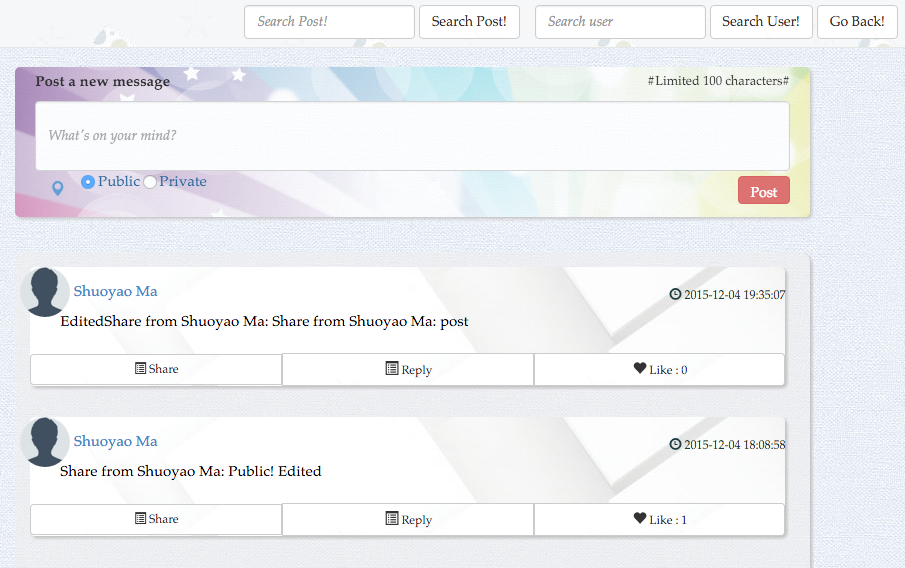 Search Post! Search Post! Search user Search User! Go Back!
Post a new message #Limited 100 characters#
What's on your mind?
Public Private Post
Shuoyao Ma 2015-12-04 19:35:07
EditedShare from Shuoyao Ma: Share from Shuoyao Ma: post
Share Reply Like : 0
Shuoyao Ma 2015-12-04 18:08:58
Share from Shuoyao Ma: Public! Edited
Share Reply Like : 1